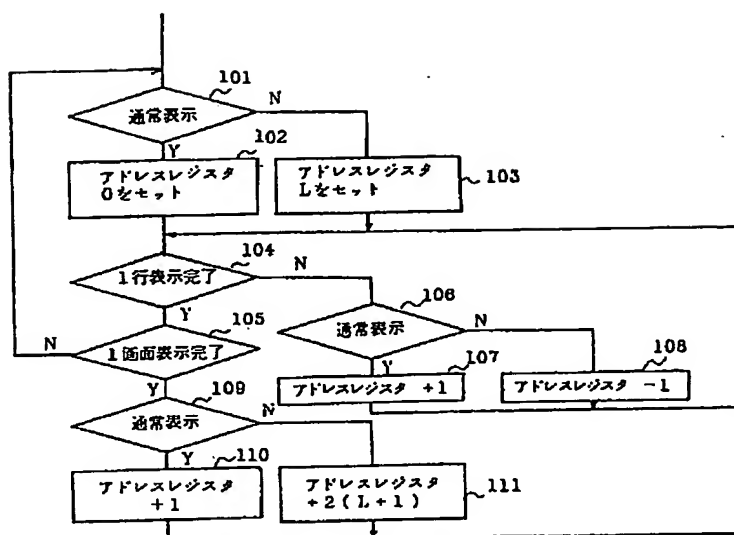 101
通常表示
N
Y
102
アドレスレジスタ
0をセット
アドレスレジスタ
Lをセット
103
104
1行表示完了
N
Y
105
106
通常表示
N
N
1画面表示完了
Y
107
108
アドレスレジスタ +1
アドレスレジスタ -1
Y
109
通常表示
N
Y
110
アドレスレジスタ
+1
アドレスレジスタ
+2(L+1)
111